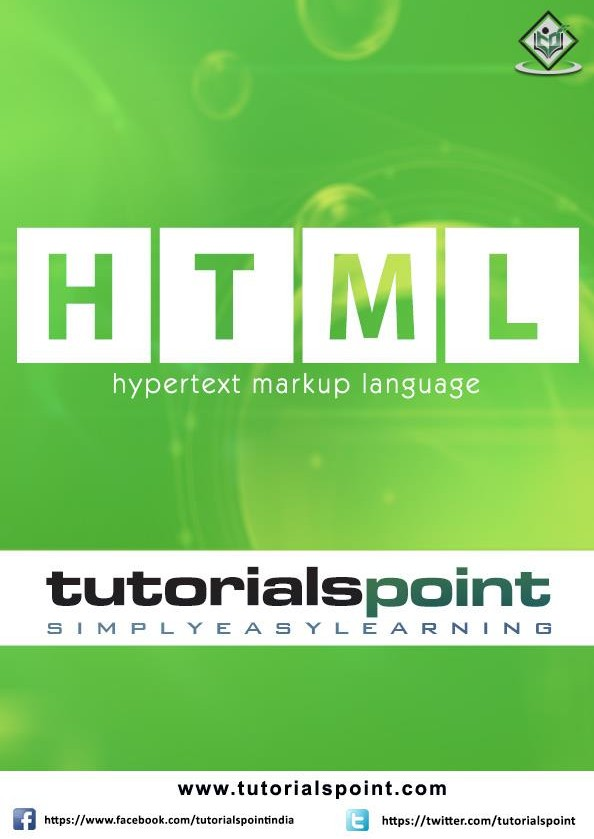 HTML
hypertext markup language
tutorialspoint
SIMPLYEASYLEARNING
www.tutorialspoint.com
https://www.facebook.com/tutorialspointindia
https://twitter.com/tutorialspoint